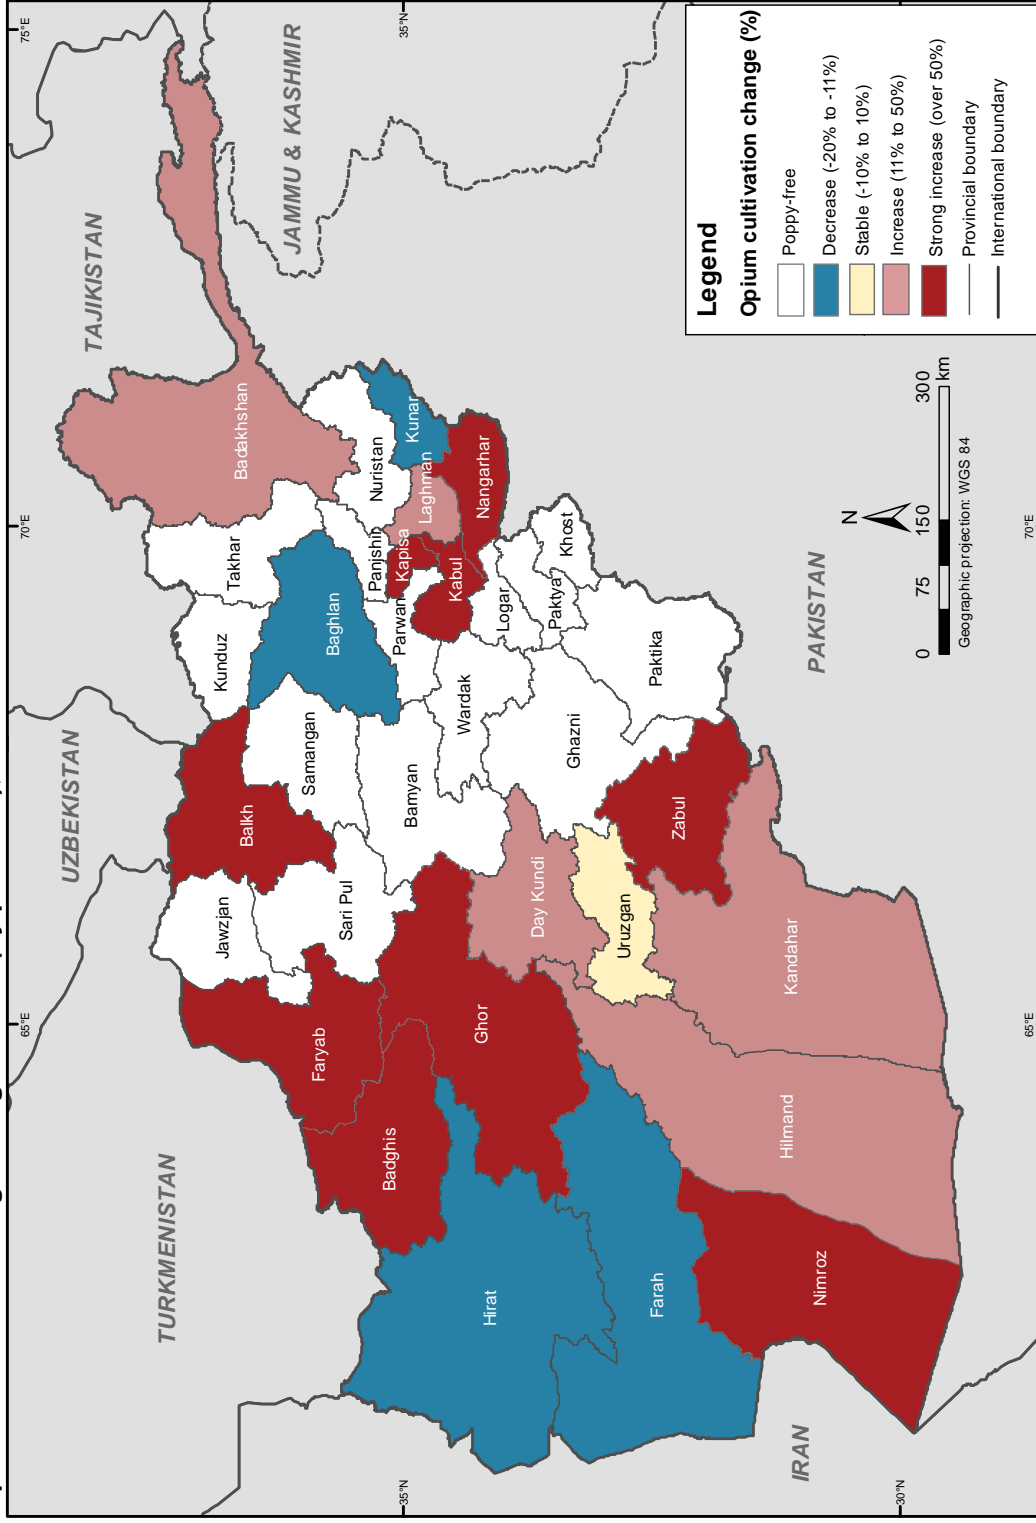 75°E
70°E
65°E
35°N
TAJIKISTAN
JAMMU & KASHMIR
UZBEKISTAN
TURKMENISTAN
Badakhshan
Takhar
Kunduz
Baghlan
Balkh
Samangan
Jawzjan
Sari Pul
Faryab
Badghis
Nuristan
Kunar
Laghman
Nangarhar
Panjshir
Kapisa
Parwan
Kabul
Logar
Khost
Paktya
Wardak
Bamyan
Ghazni
Paktika
Ghor
Day Kundi
Uruzgan
Zabul
Hirat
Farah
Kandahar
Hilmand
Nimroz
PAKISTAN
IRAN
35°N
30°N
70°E
65°E
N
0 75 150 300
km
Geographic projection: WGS 84
Legend
Opium cultivation change (%)
Poppy-free
Decrease (-20% to -11%)
Stable (-10% to 10%)
Increase (11% to 50%)
Strong increase (over 50%)
Provincial boundary
International boundary